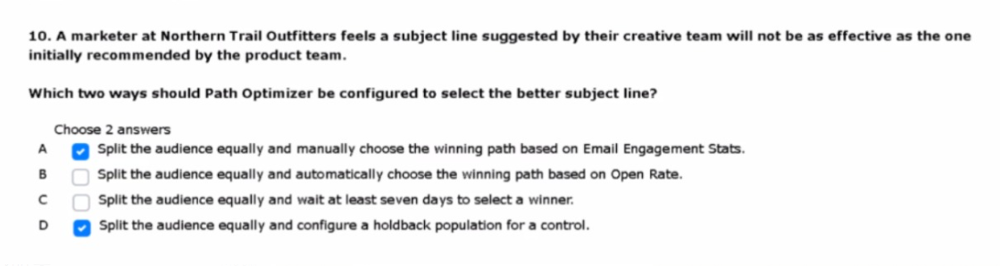 10. A marketer at Northern Trail Outfitters feels a subject line suggested by their creative team will not be as effective as the one
initially recommended by the product team.
Which two ways should Path Optimizer be configured to select the better subject line?
Choose 2 answers
A Split the audience equally and manually choose the winning path based on Email Engagement Stats.
B Split the audience equally and automatically choose the winning path based on Open Rate.
C Split the audience equally and wait at least seven days to select a winner.
D Split the audience equally and configure a holdback population for a control.